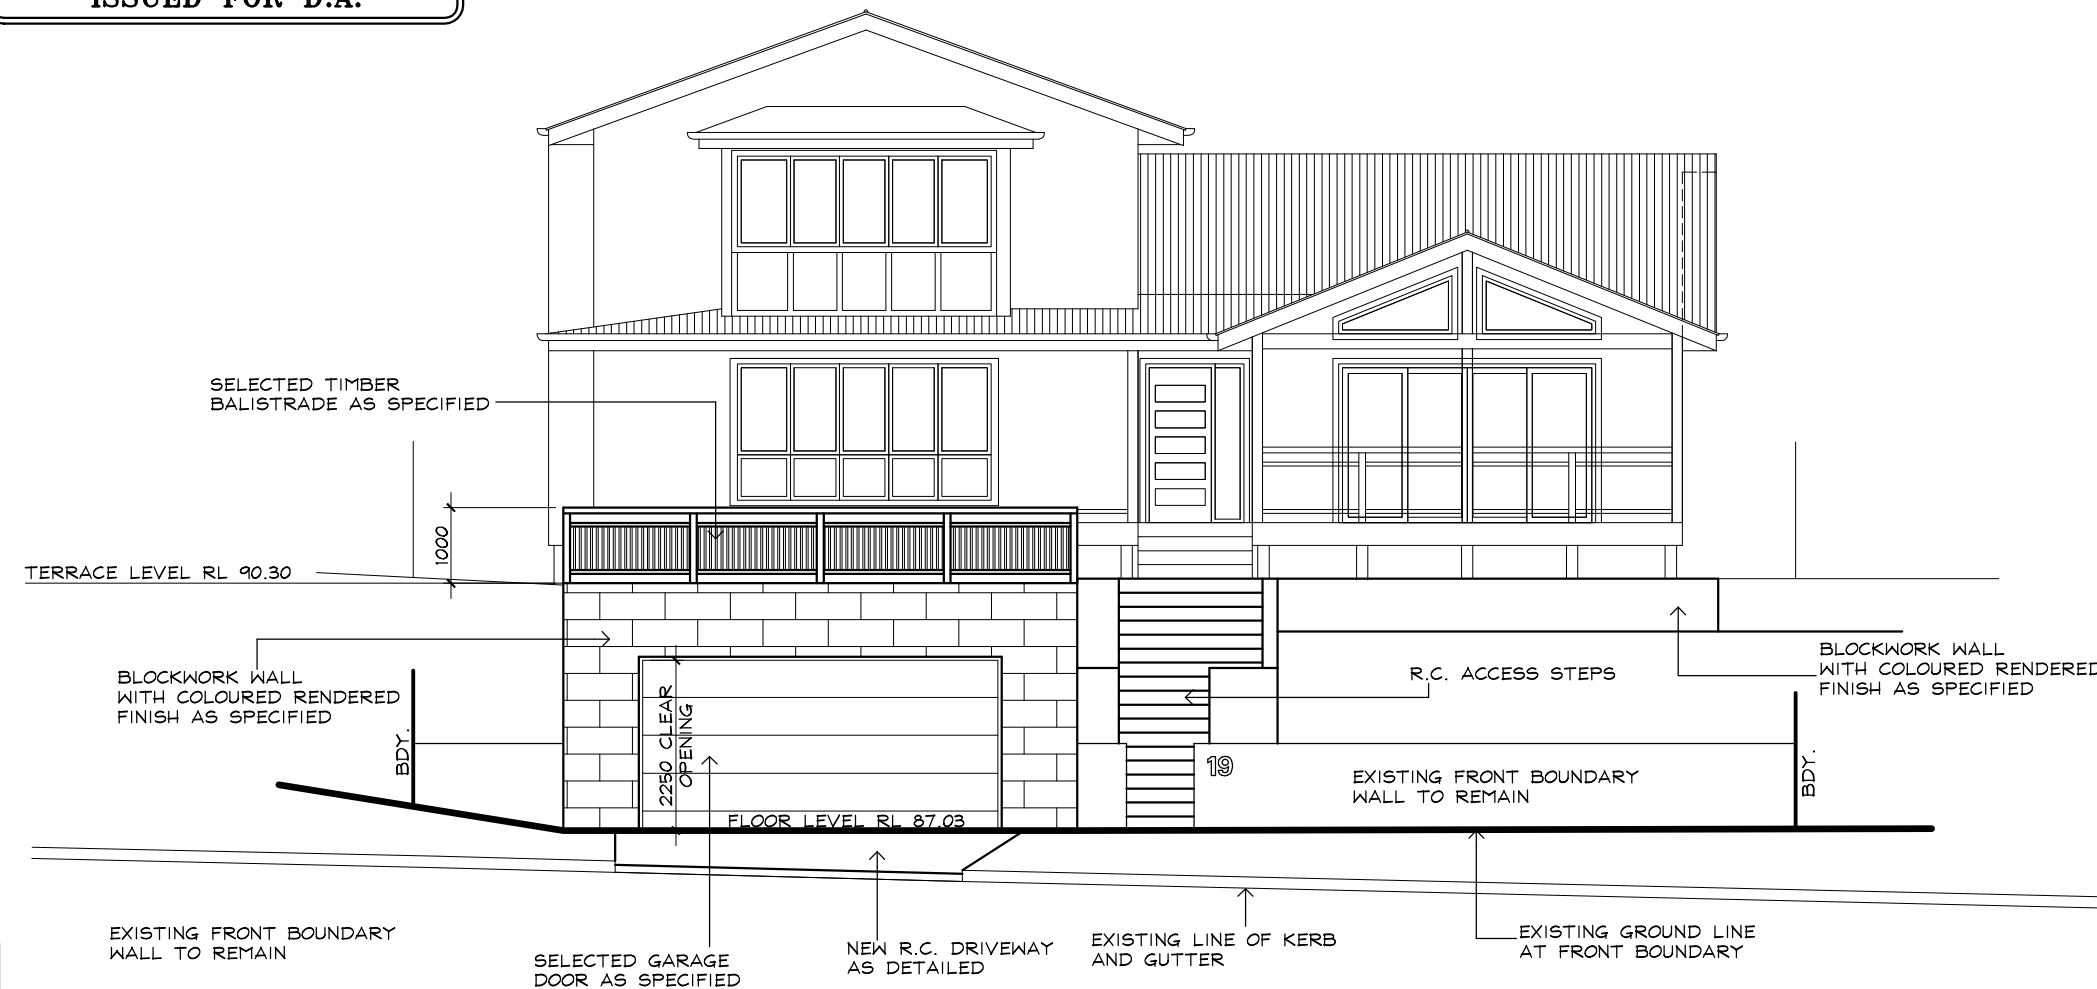 ISSUED FOR D.A.
SELECTED TIMBER
BALISTRADE AS SPECIFIED
1000
TERRACE LEVEL RL 90.30
BLOCKWORK WALL
WITH COLOURED RENDERED
FINISH AS SPECIFIED
BDY.
2250 CLEAR
OPENING
FLOOR LEVEL RL 87.03
R.C. ACCESS STEPS
19
EXISTING FRONT BOUNDARY
WALL TO REMAIN
BLOCKWORK WALL
WITH COLOURED RENDERED
FINISH AS SPECIFIED
BDY.
EXISTING FRONT BOUNDARY
WALL TO REMAIN
SELECTED GARAGE
DOOR AS SPECIFIED
NEW R.C. DRIVEWAY
AS DETAILED
EXISTING LINE OF KERB
AND GUTTER
EXISTING GROUND LINE
AT FRONT BOUNDARY